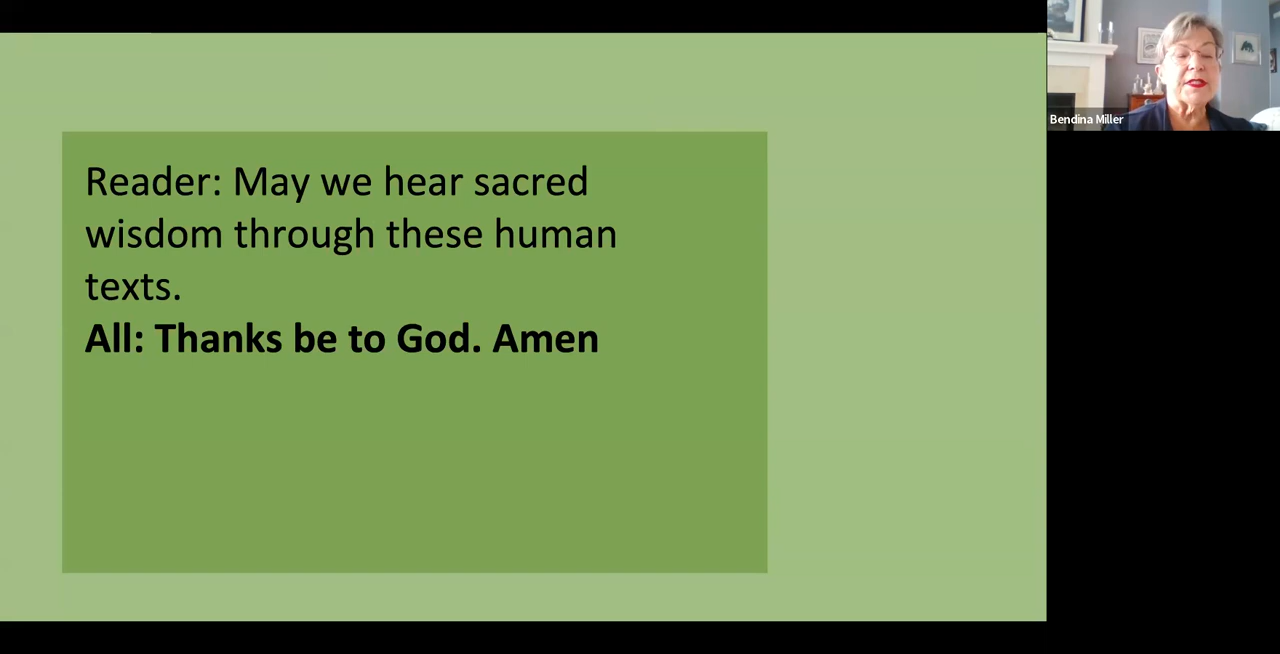 Reader: May we hear sacred
wisdom through these human
texts.
All: Thanks be to God. Amen
Bendina Miller